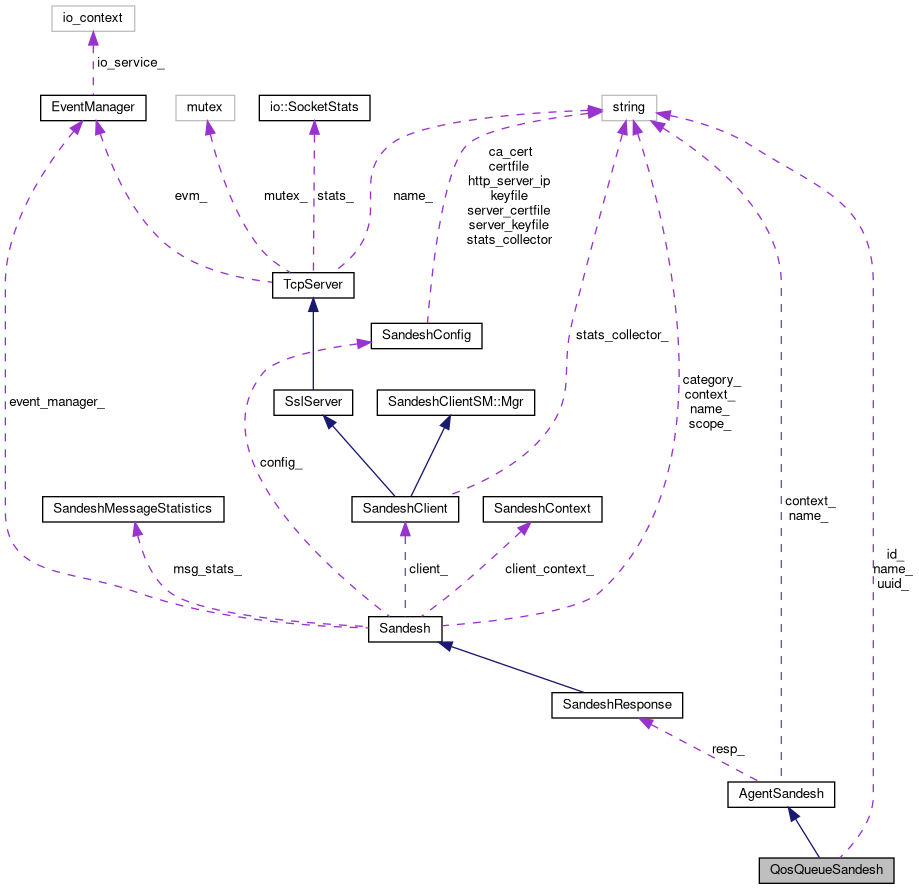 io_context
io_service_
EventManager
mutex
io::SocketStats
string
ca_cert
certfile
http_server_ip
keyfile
server_certfile
server_keyfile
stats_collector
evm_
mutex_
stats_
name_
TcpServer
SandeshConfig
stats_collector_
category_
context_
name_
scope_
event_manager_
SslServer
SandeshClientSM::Mgr
config_
SandeshMessageStatistics
SandeshClient
SandeshContext
context_
name_
id_
name_
uuid_
msg_stats_
client_
client_context_
Sandesh
SandeshResponse
resp_
AgentSandesh
QosQueueSandesh